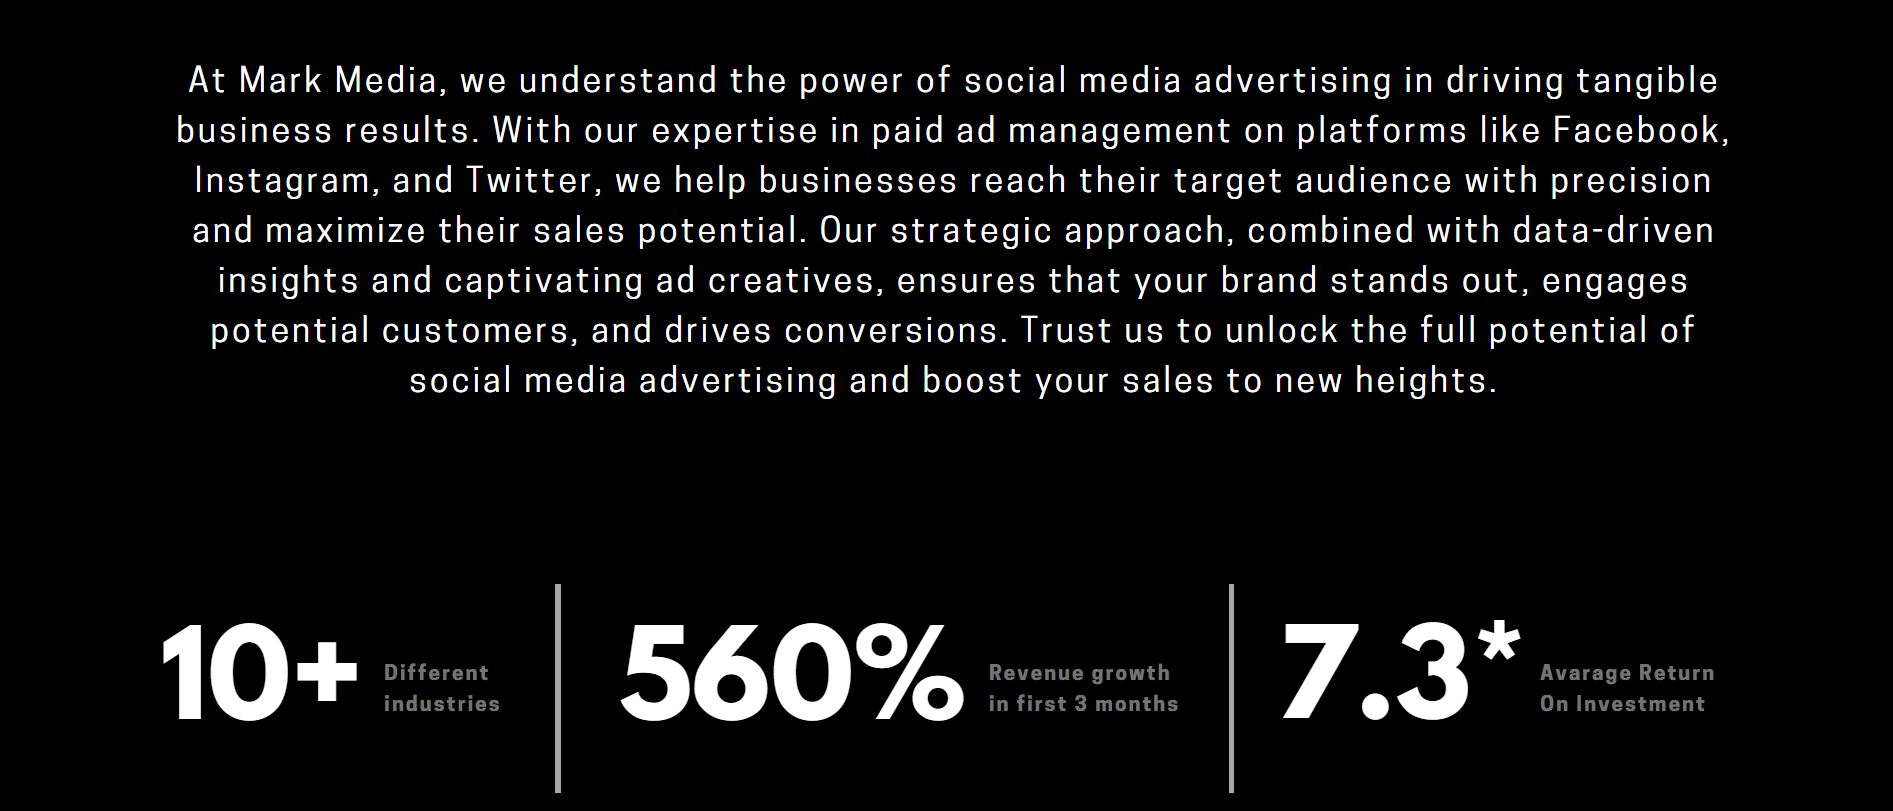 At Mark Media, we understand the power of social media advertising in driving tangible
business results. With our expertise in paid ad management on platforms like Facebook,
Instagram, and Twitter, we help businesses reach their target audience with precision
and maximize their sales potential. Our strategic approach, combined with data-driven
insights and captivating ad creatives, ensures that your brand stands out, engages
potential customers, and drives conversions. Trust us to unlock the full potential of
social media advertising and boost your sales to new heights.
10+
Different
industries
560%
Revenue growth
in first 3 months
7.3*
Avarage Return
On Investment